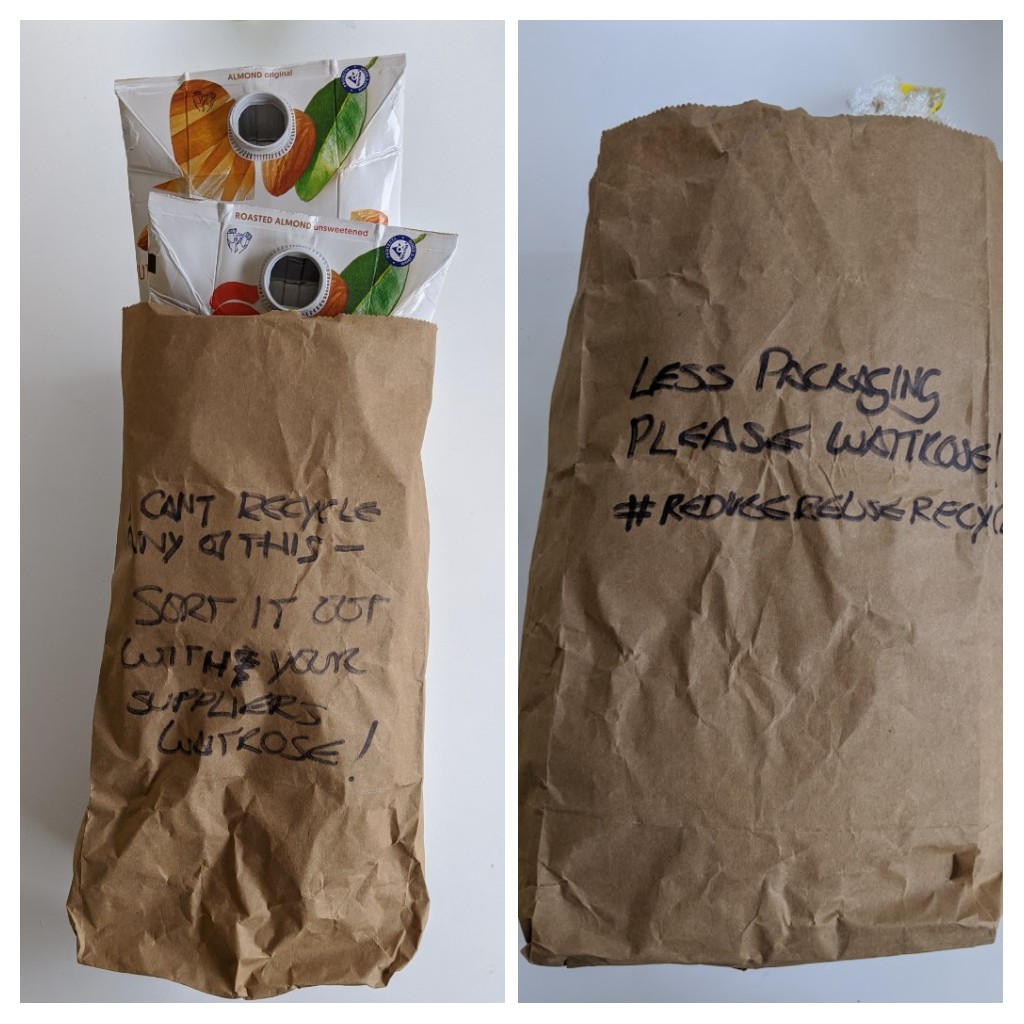 ALMOND original
ROASTED ALMOND unsweetened
CANT RECYCLE
ANY OF THIS —
SORT IT OUT
WITH YOUR
SUPPLIERS
WAITROSE!
LESS PACKAGING
PLEASE WAITROSE!
#REDUCEREUSERECYCL